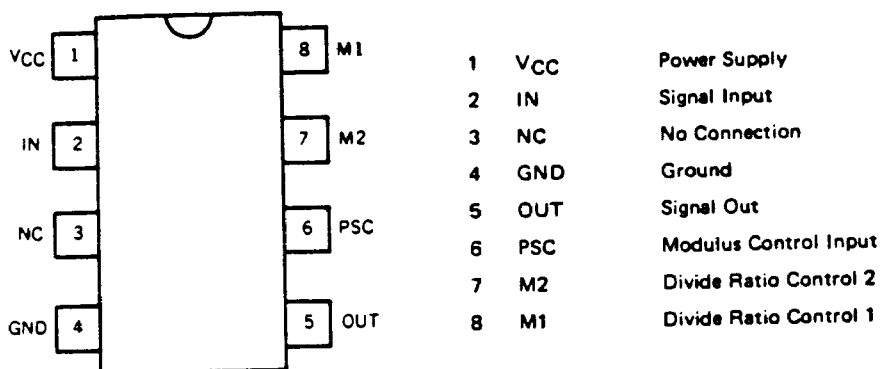 VCC 1
8 M1
IN 2
7 M2
NC 3
6 PSC
GND 4
5 OUT
1 VCC Power Supply
2 IN Signal Input
3 NC No Connection
4 GND Ground
5 OUT Signal Out
6 PSC Modulus Control Input
7 M2 Divide Ratio Control 2
8 M1 Divide Ratio Control 1